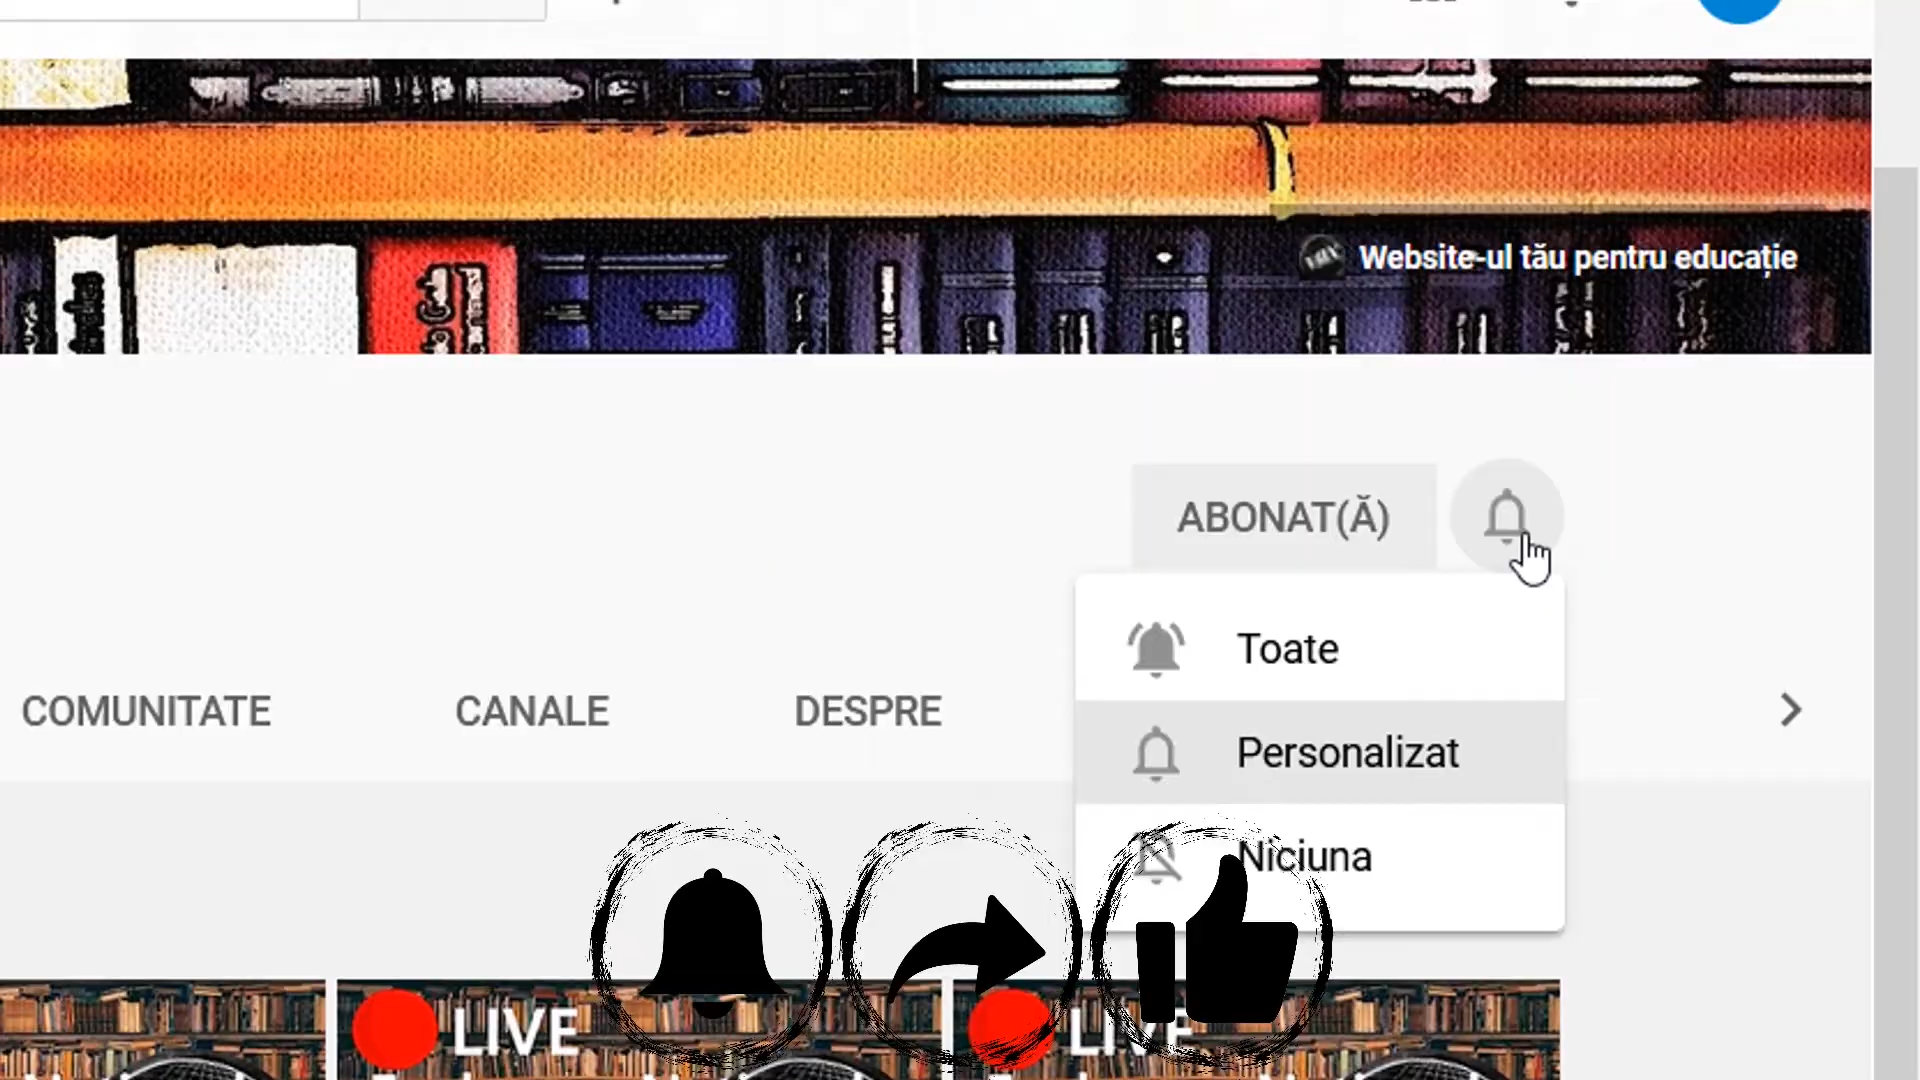 Website-ul tău pentru educație
ABONAT(Ă)
Toate
COMUNITATE
CANALE
DESPRE
Personalizat
Niciuna
LIVE
LIVE